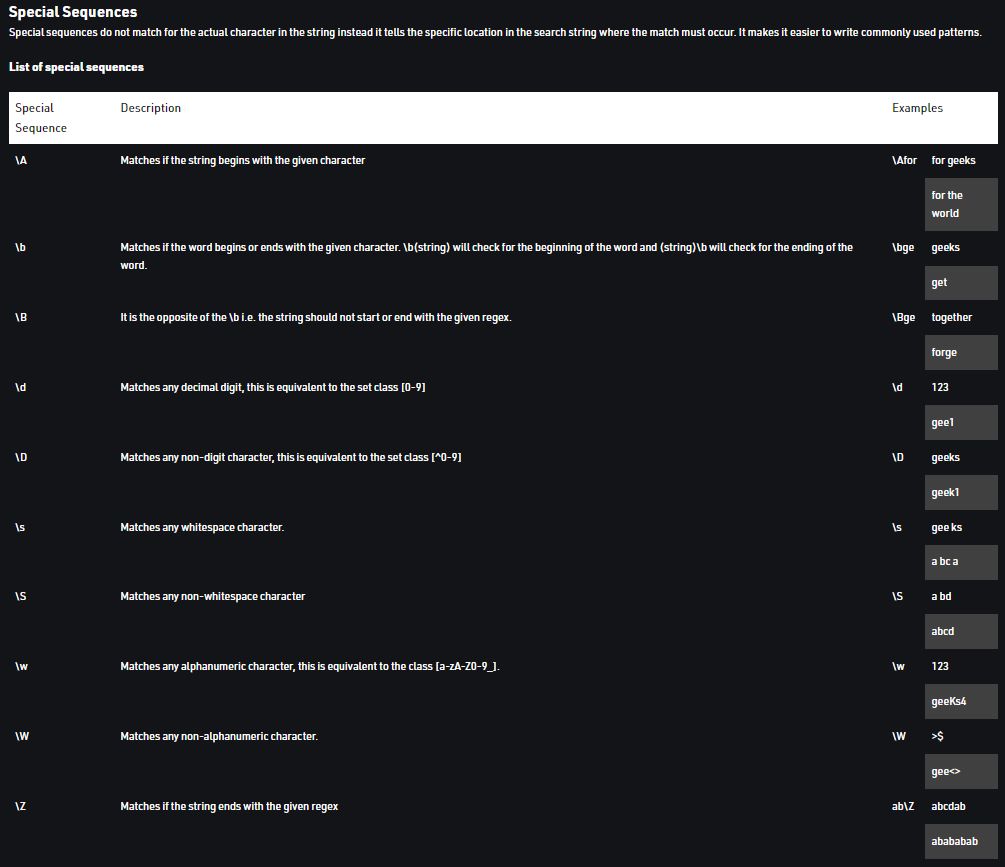 Special Sequences
Special sequences do not match for the actual character in the string instead it tells the specific location in the search string where the match must occur. It makes it easier to write commonly used patterns.
List of special sequences
Special Sequence Description Examples
\A Matches if the string begins with the given character \Afor for geeks
for the
world
\b Matches if the word begins or ends with the given character. \b(string) will check for the beginning of the word and (string)\b will check for the ending of the \bge geeks
word.
get
\B It is the opposite of the \b i.e. the string should not start or end with the given regex. \Bge together
forge
\d Matches any decimal digit, this is equivalent to the set class [0-9] \d 123
gee1
\D Matches any non-digit character, this is equivalent to the set class [^0-9] \D geeks
geek1
\s Matches any whitespace character. \s gee ks
a bc a
\S Matches any non-whitespace character \S a bd
abcd
\w Matches any alphanumeric character, this is equivalent to the class [a-zA-Z0-9_]. \w 123
geeKs4
\W Matches any non-alphanumeric character. \W >$
gee<>
\Z Matches if the string ends with the given regex ab\Z abcdab
abababab